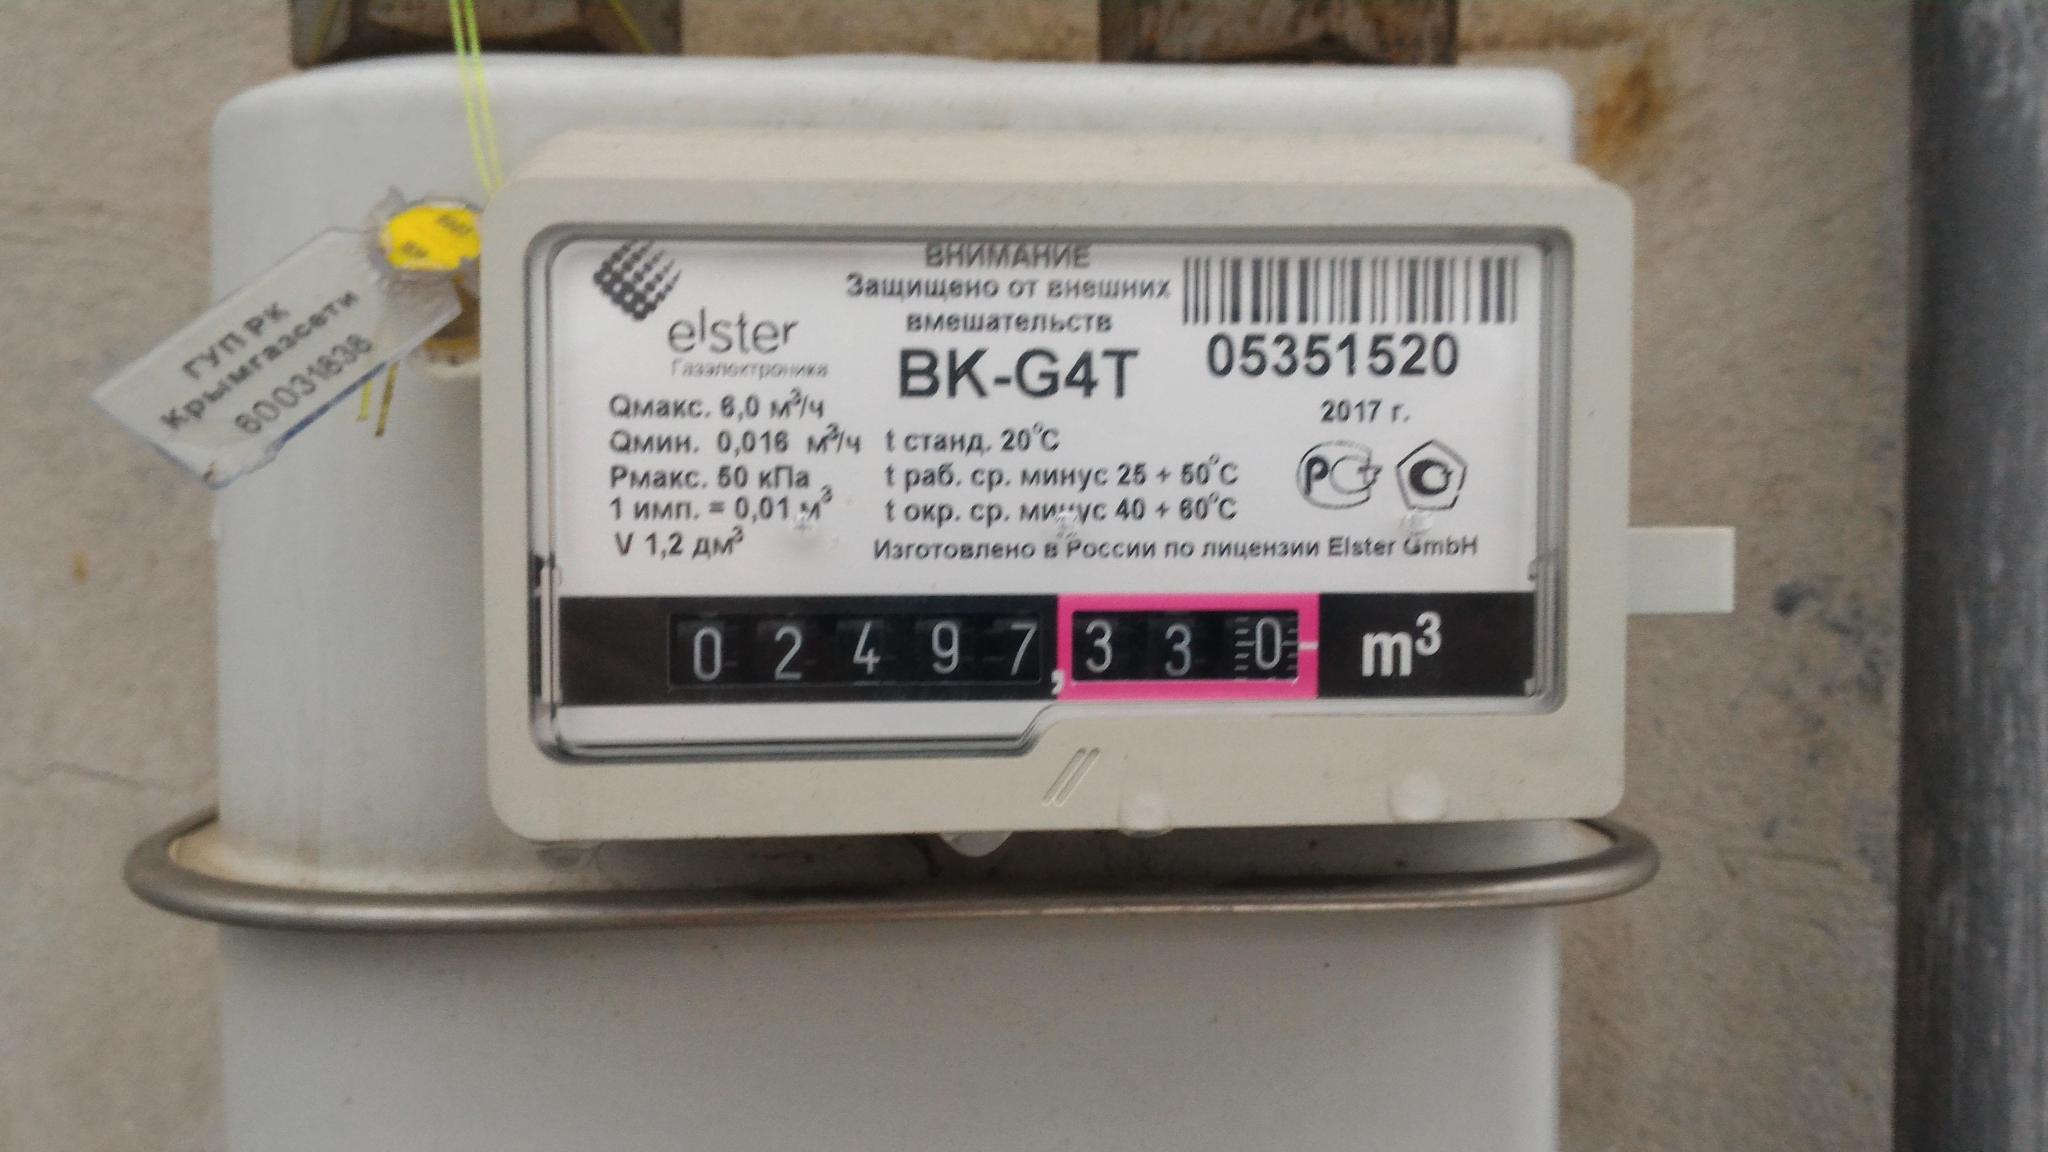 ГУП РК
Крымгазсети
60031838
elster
Газэлектроника
ВНИМАНИЕ
Защищено от внешних
вмешательств
BK-G4T
05351520
2017 г.
Qмакс. 6,0 м³/ч
Qмин. 0,016 м³/ч
Pмакс. 50 кПа
1 имп. = 0,01 м³
V 1,2 дм³
t станд. 20°C
t раб. ср. минус 25 + 50°C
t окр. ср. минус 40 + 60°C
Изготовлено в России по лицензии Elster GmbH
02497,330 m³